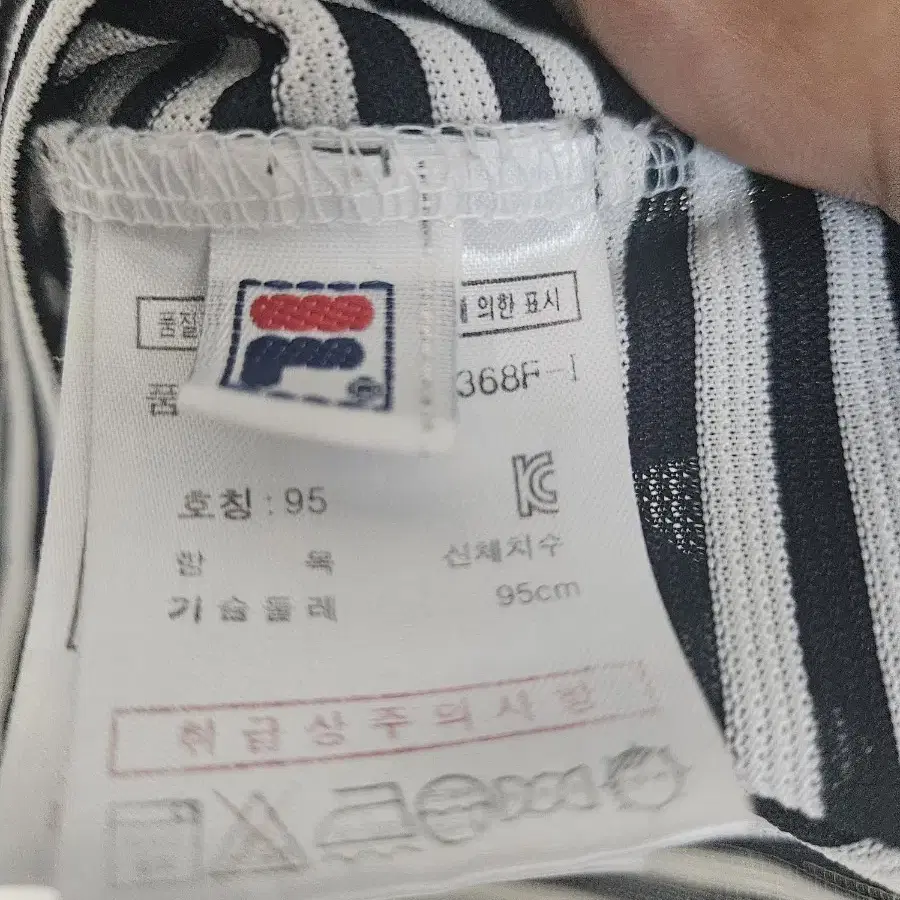 품질 의한 표시
품 368F-1
호칭 : 95
항 목 신체치수
가슴둘레 95cm
취급상주의사항